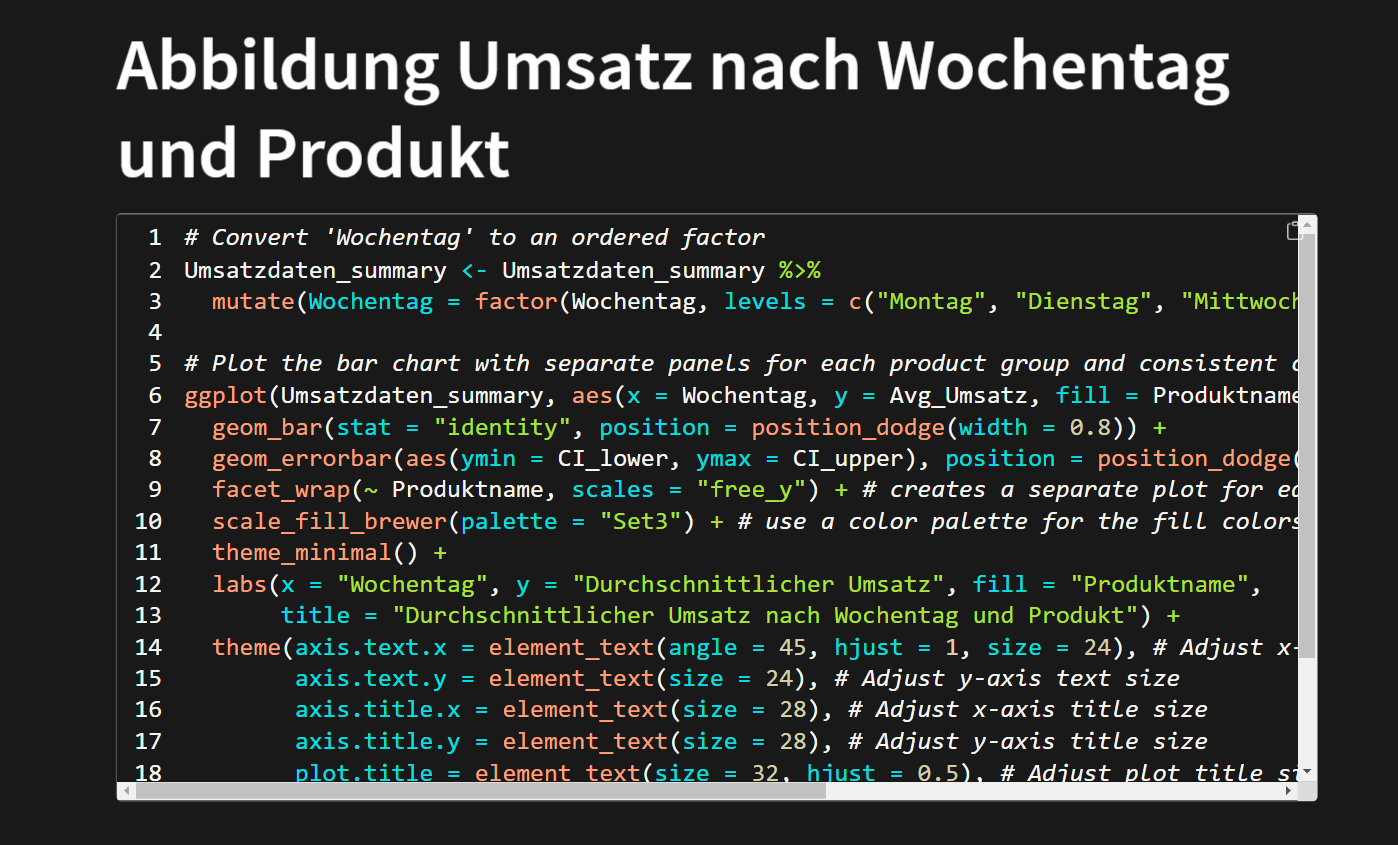 Abbildung Umsatz nach Wochentag
und Produkt
1 # Convert 'Wochentag' to an ordered factor
2 Umsatzdaten_summary <- Umsatzdaten_summary %>%
3   mutate(Wochentag = factor(Wochentag, levels = c("Montag", "Dienstag", "Mittwoch
4
5 # Plot the bar chart with separate panels for each product group and consistent
6 ggplot(Umsatzdaten_summary, aes(x = Wochentag, y = Avg_Umsatz, fill = Produktname
7   geom_bar(stat = "identity", position = position_dodge(width = 0.8)) +
8   geom_errorbar(aes(ymin = CI_lower, ymax = CI_upper), position = position_dodge(
9   facet_wrap(~ Produktname, scales = "free_y") + # creates a separate plot for
10   scale_fill_brewer(palette = "Set3") + # use a color palette for the fill colors
11   theme_minimal() +
12   labs(x = "Wochentag", y = "Durchschnittlicher Umsatz", fill = "Produktname",
13        title = "Durchschnittlicher Umsatz nach Wochentag und Produkt") +
14   theme(axis.text.x = element_text(angle = 45, hjust = 1, size = 24), # Adjust x-
15         axis.text.y = element_text(size = 24), # Adjust y-axis text size
16         axis.title.x = element_text(size = 28), # Adjust x-axis title size
17         axis.title.y = element_text(size = 28), # Adjust y-axis title size
18         plot.title = element_text(size = 32, hjust = 0.5), # Adjust plot title